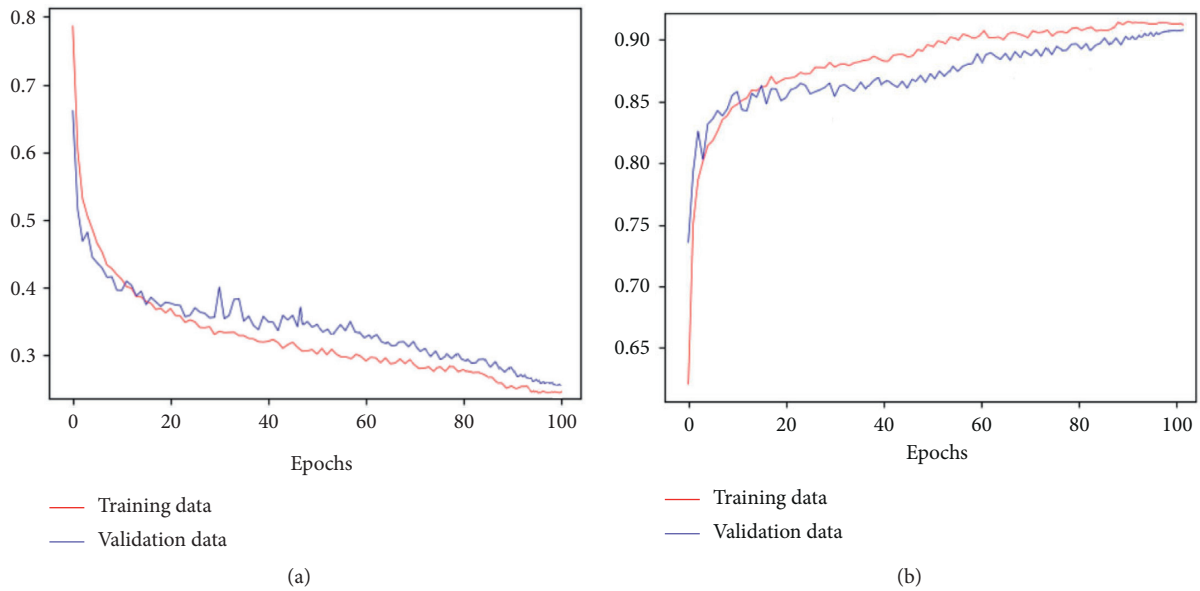 0.8
0.7
0.6
0.5
0.4
0.3
0 20 40 60 80 100
Epochs
Training data
Validation data
(a)
0.90
0.85
0.80
0.75
0.70
0.65
0 20 40 60 80 100
Epochs
Training data
Validation data
(b)